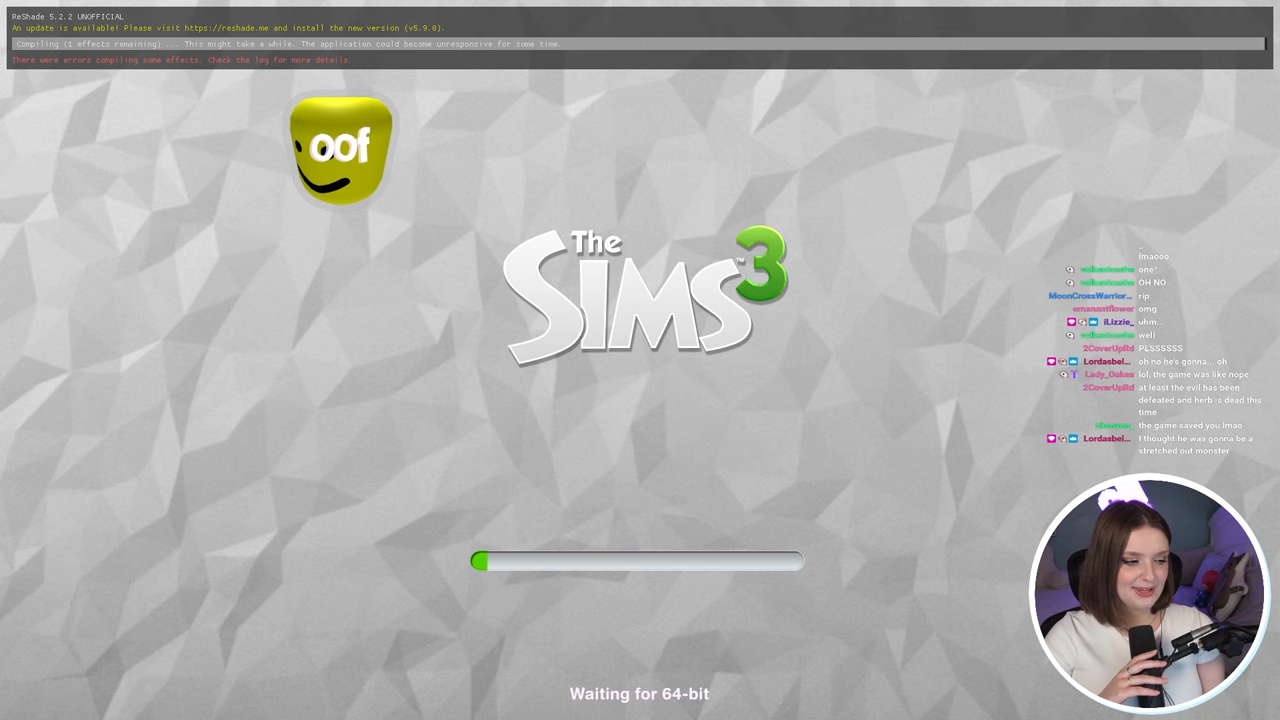 ReShade 5.2.2 UNOFFICIAL
An update is available! Please visit https://reshade.me and install the new version (v5.9.0).
Compiling (1 effects remaining) ... This might take a while. The application could become unresponsive for some time.
There were errors compiling some effects. Check the log for more details.
oof
The
SIMS 3
™
lmaooo
one*
OH NO
MoonCrossWarrior... rip
emanantflower omg
iLizzie_ uhm..
well
2CoverUpRd PLSSSSSS
Lordasbel... oh no he's gonna... oh
Lady_Oakes lol, the game was like nope
2CoverUpRd at least the evil has been
defeated and herb is dead this
time
the game saved you lmao
Lordasbel... I thought he was gonna be a
stretched out monster
Waiting for 64-bit